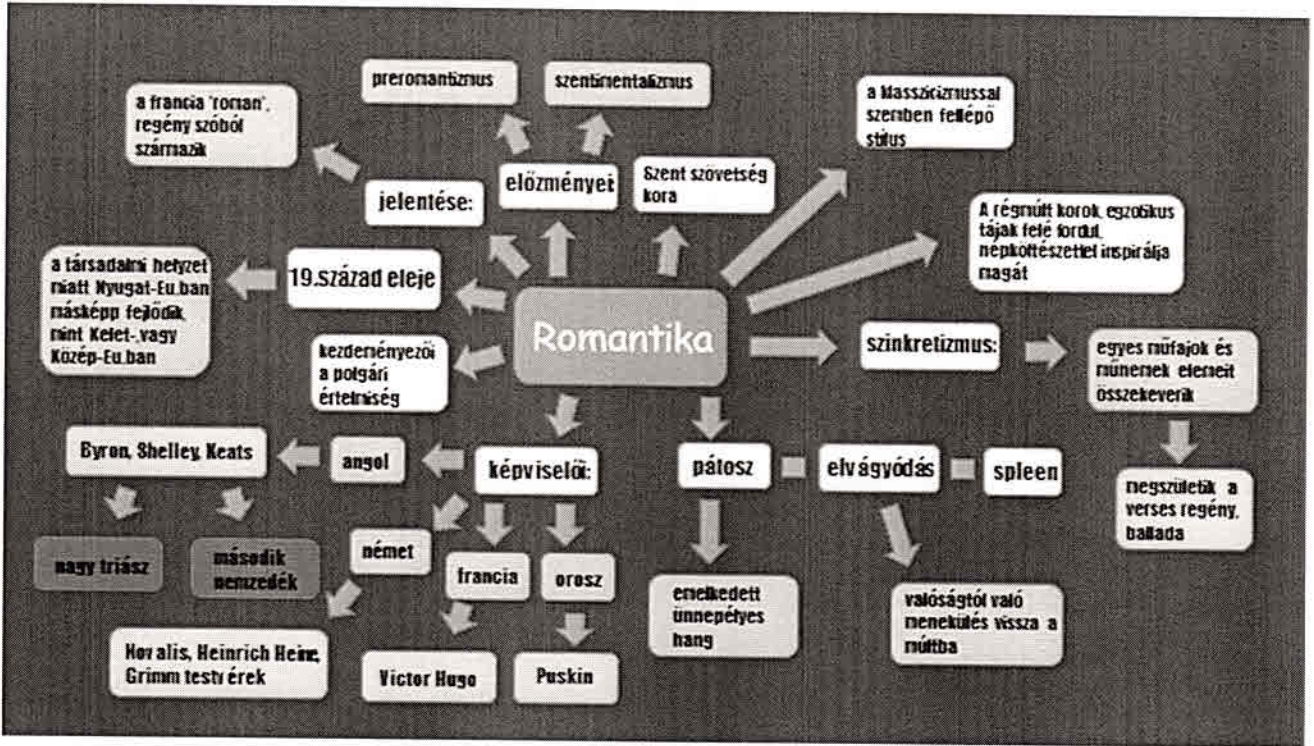 preromantizmus
szentimentalizmus
a francia 'roman',
regény szóból
származik
a klasszicizmussal
szemben fellépő
stílus
jelentése:
előzményei
Szent szövetség
kora
A régmúlt korok, egzotikus
tájak felé fordul,
népköltészettel inspirálja
magát
a társadalmi helyzet
miatt Nyugat-Eu.ban
másképp fejlődik,
mint Kelet-,vagy
Közép-Eu.ban
19.század eleje
Romantika
szinkretizmus:
egyes műfajok és
műnemek elemeit
összekeverik
kezdeményezői
a polgári
értelmiség
Byron, Shelley, Keats
angol
képviselői:
pátosz
elvágyódás
spleen
megszületik a
verses regény,
ballada
nagy triász
második
nemzedék
német
francia
orosz
emelkedett
ünnepélyes
hang
valóságtól való
menekülés vissza a
múltba
Novalis, Heinrich Heine,
Grimm testvérek
Victor Hugo
Puskin